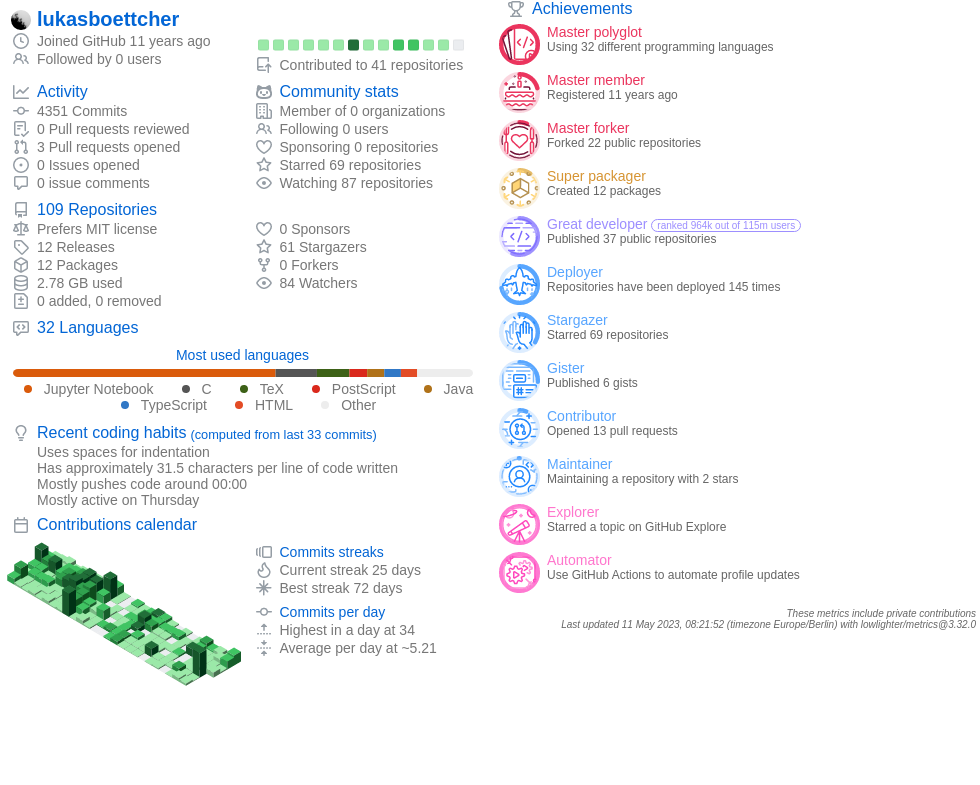 lukasboettcher
Joined GitHub 11 years ago
Followed by 0 users
Contributed to 41 repositories
Activity
4351 Commits
0 Pull requests reviewed
3 Pull requests opened
0 Issues opened
0 issue comments
Community stats
Member of 0 organizations
Following 0 users
Sponsoring 0 repositories
Starred 69 repositories
Watching 87 repositories
109 Repositories
Prefers MIT license
12 Releases
12 Packages
2.78 GB used
0 added, 0 removed
0 Sponsors
61 Stargazers
0 Forkers
84 Watchers
32 Languages
Most used languages
Jupyter Notebook C TeX PostScript Java
TypeScript HTML Other
Recent coding habits (computed from last 33 commits)
Uses spaces for indentation
Has approximately 31.5 characters per line of code written
Mostly pushes code around 00:00
Mostly active on Thursday
Contributions calendar
Commits streaks
Current streak 25 days
Best streak 72 days
Commits per day
Highest in a day at 34
Average per day at ~5.21
Achievements
Master polyglot
Using 32 different programming languages
Master member
Registered 11 years ago
Master forker
Forked 22 public repositories
Super packager
Created 12 packages
Great developer ranked 964k out of 115m users
Published 37 public repositories
Deployer
Repositories have been deployed 145 times
Stargazer
Starred 69 repositories
Gister
Published 6 gists
Contributor
Opened 13 pull requests
Maintainer
Maintaining a repository with 2 stars
Explorer
Starred a topic on GitHub Explore
Automator
Use GitHub Actions to automate profile updates
These metrics include private contributions
Last updated 11 May 2023, 08:21:52 (timezone Europe/Berlin) with lowlighter/metrics@3.32.0